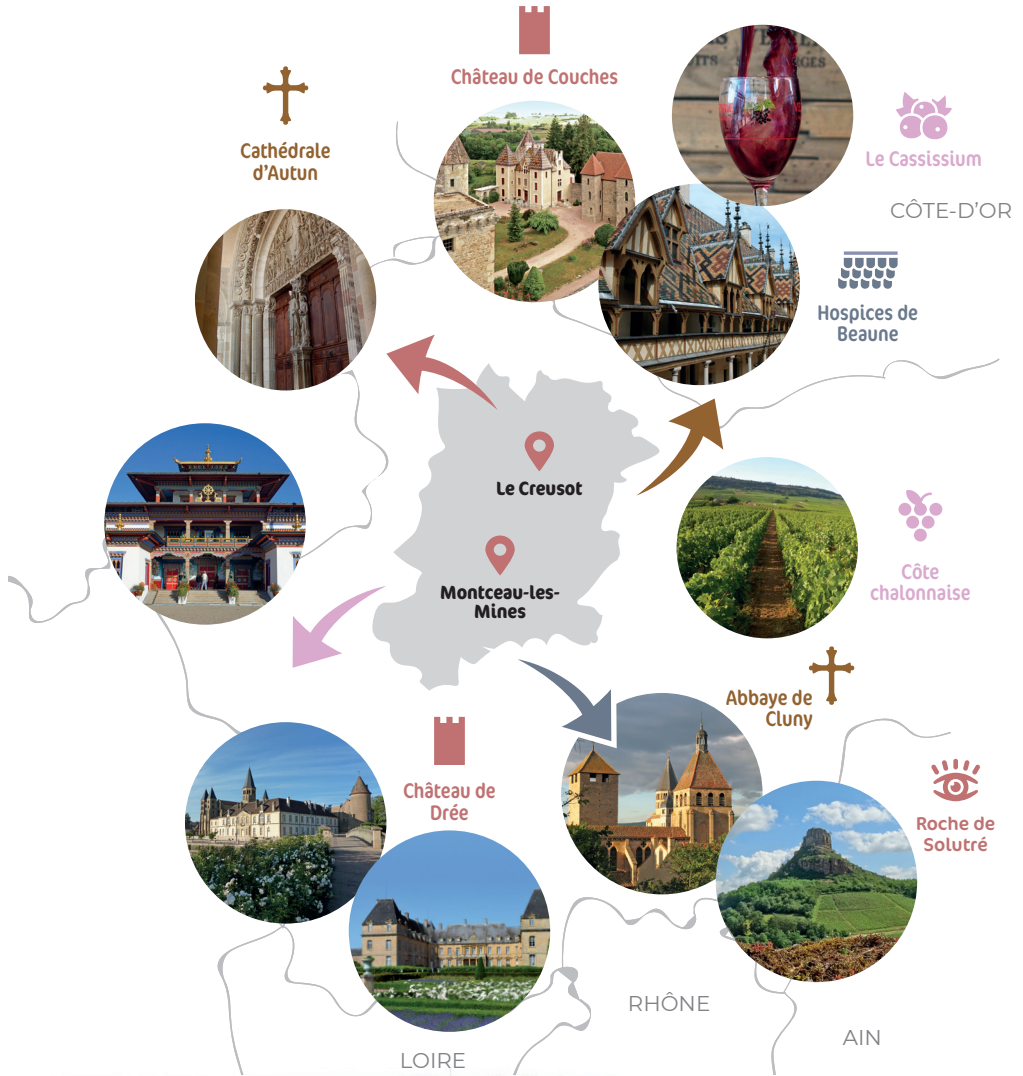 Château de Couches
Cathédrale
d'Autun
Le Cassissium
CÔTE-D'OR
Hospices de
Beaune
Le Creusot
Montceau-les-
Mines
Côte
chalonnaise
Abbaye de
Cluny
Château de
Drée
Roche de
Solutré
RHÔNE
AIN
LOIRE